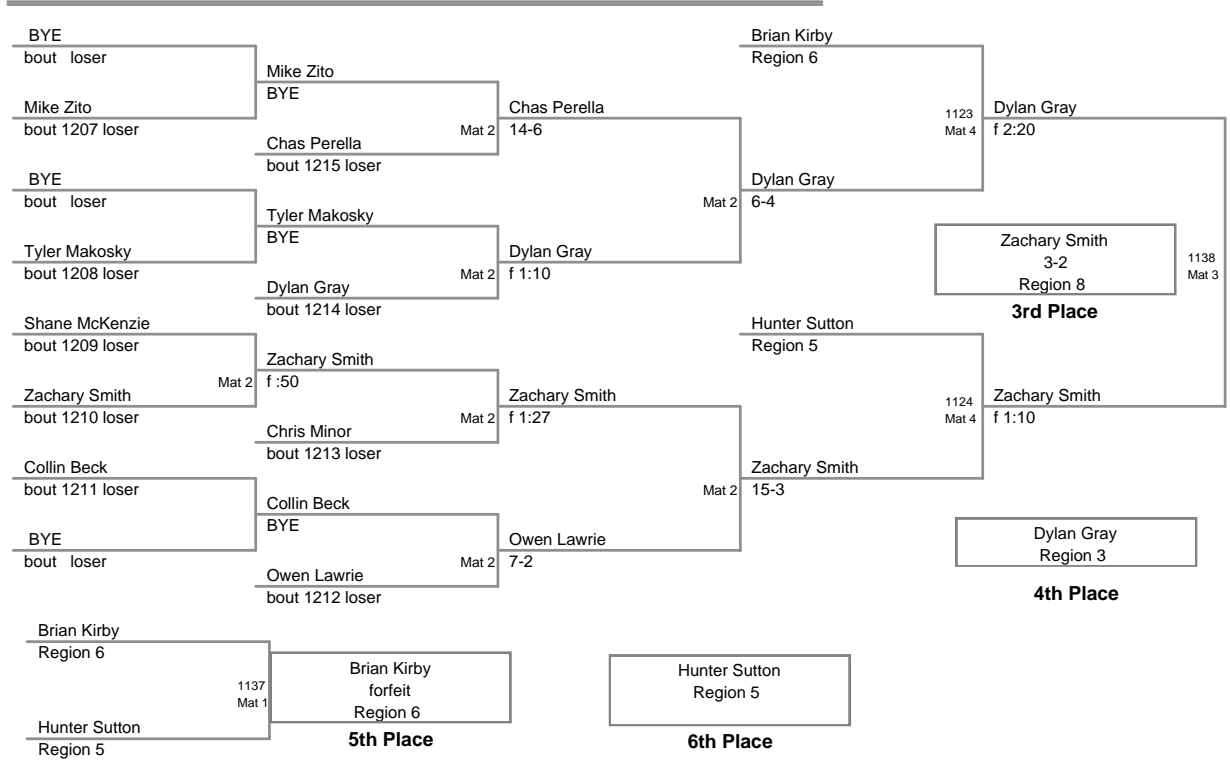 BYE
bout loser
Mike Zito
bout 1207 loser
BYE
bout loser
Tyler Makosky
bout 1208 loser
Shane McKenzie
bout 1209 loser
Zachary Smith
bout 1210 loser
Collin Beck
bout 1211 loser
BYE
bout loser
Mike Zito
BYE
Chas Perella
bout 1215 loser
Tyler Makosky
BYE
Dylan Gray
bout 1214 loser
Mat 2
Zachary Smith
f :50
Chris Minor
bout 1213 loser
Collin Beck
BYE
Owen Lawrie
bout 1212 loser
Mat 2
Chas Perella
14-6
Mat 2
Dylan Gray
f 1:10
Mat 2
Zachary Smith
f 1:27
Mat 2
Owen Lawrie
7-2
Brian Kirby
Region 6
Mat 2
Dylan Gray
6-4
Hunter Sutton
Region 5
Mat 2
Zachary Smith
15-3
1123
Mat 4
Dylan Gray
f 2:20
1124
Mat 4
Zachary Smith
f 1:10
Zachary Smith
3-2
Region 8
3rd Place
1138
Mat 3
Dylan Gray
Region 3
4th Place
Brian Kirby
Region 6
Hunter Sutton
Region 5
1137
Mat 1
Brian Kirby
forfeit
Region 6
5th Place
Hunter Sutton
Region 5
6th Place